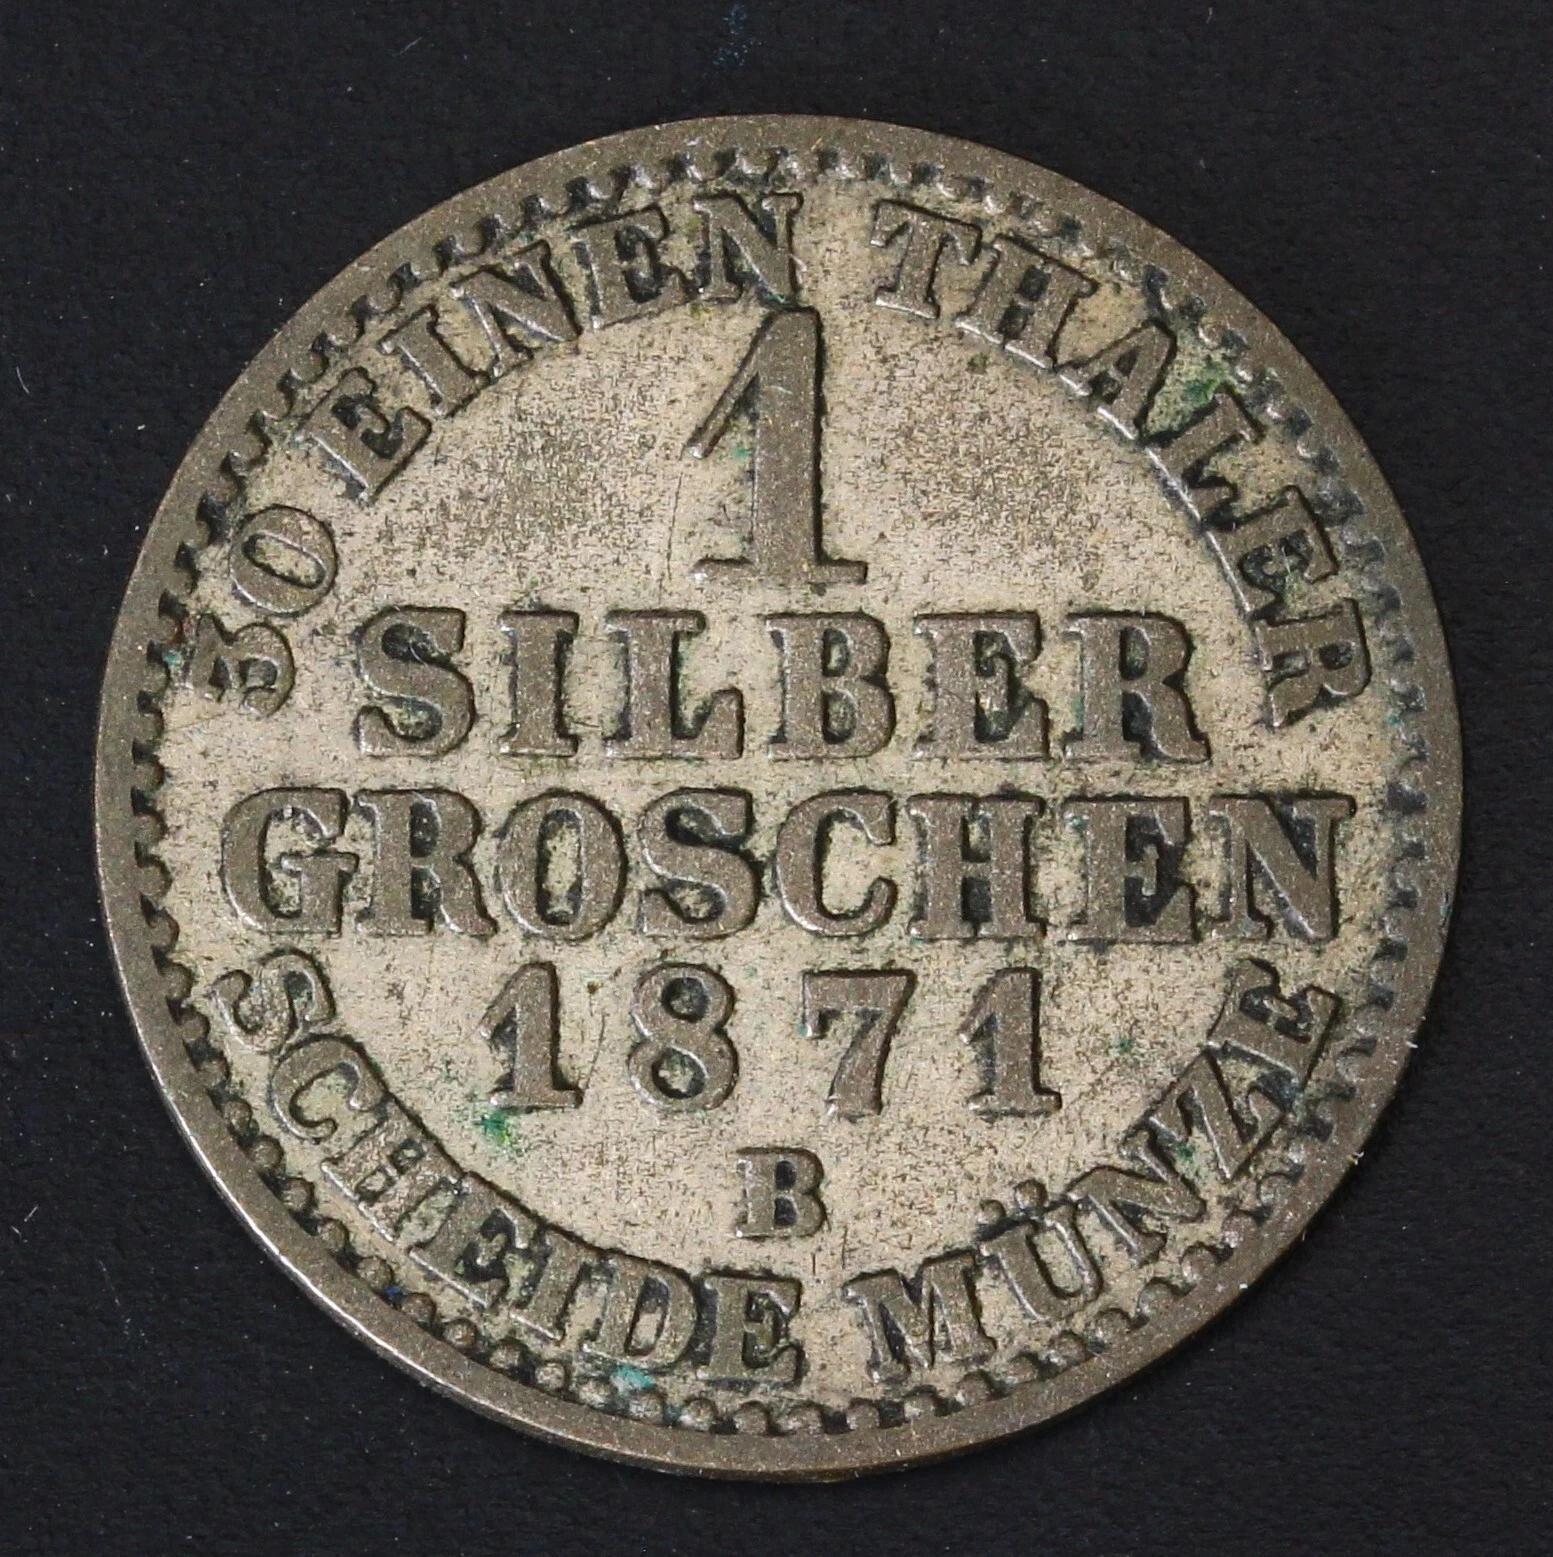 30 EINEN THALER
1
SILBER
GROSCHEN
1871
B
SCHEIDE MÜNZE